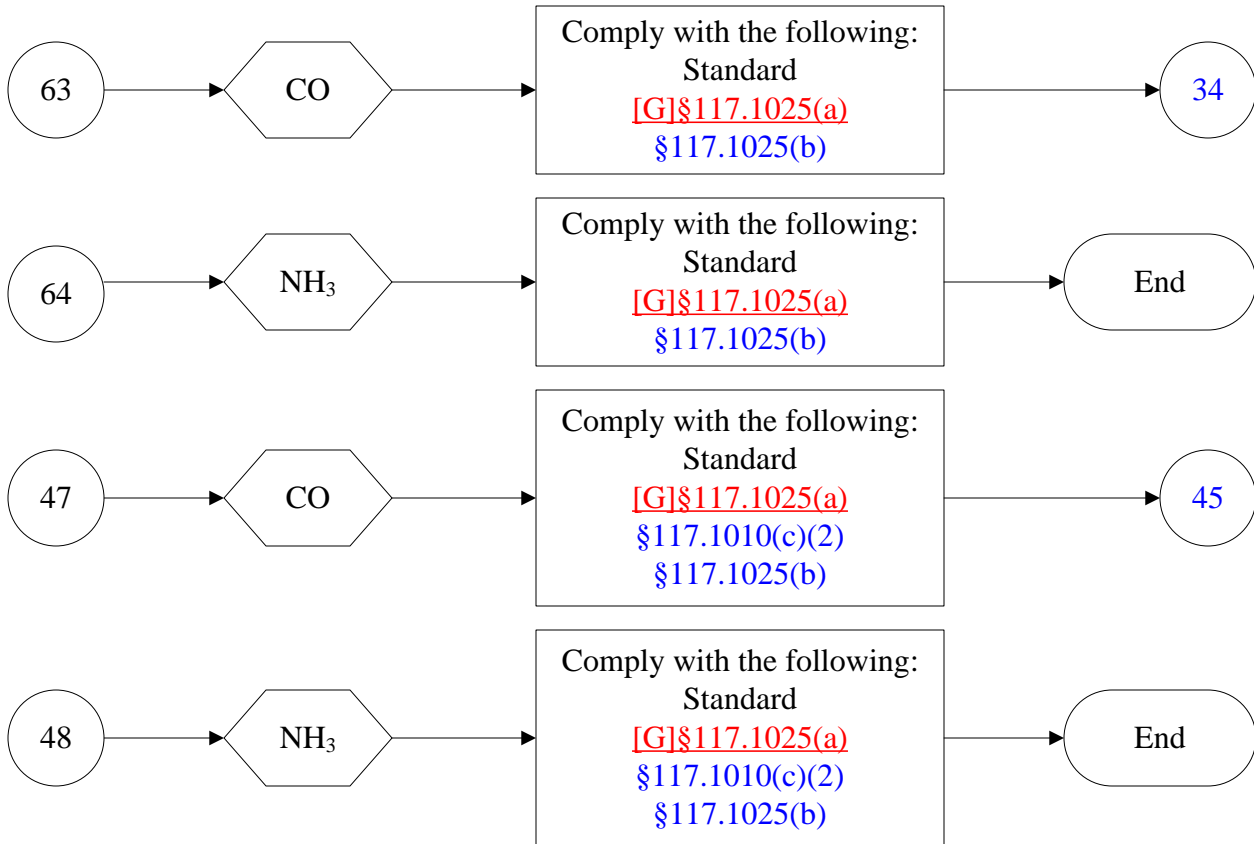 63
CO
Comply with the following:
Standard
[G]§117.1025(a)
§117.1025(b)
34
64
NH₃
Comply with the following:
Standard
[G]§117.1025(a)
§117.1025(b)
End
47
CO
Comply with the following:
Standard
[G]§117.1025(a)
§117.1010(c)(2)
§117.1025(b)
45
48
NH₃
Comply with the following:
Standard
[G]§117.1025(a)
§117.1010(c)(2)
§117.1025(b)
End